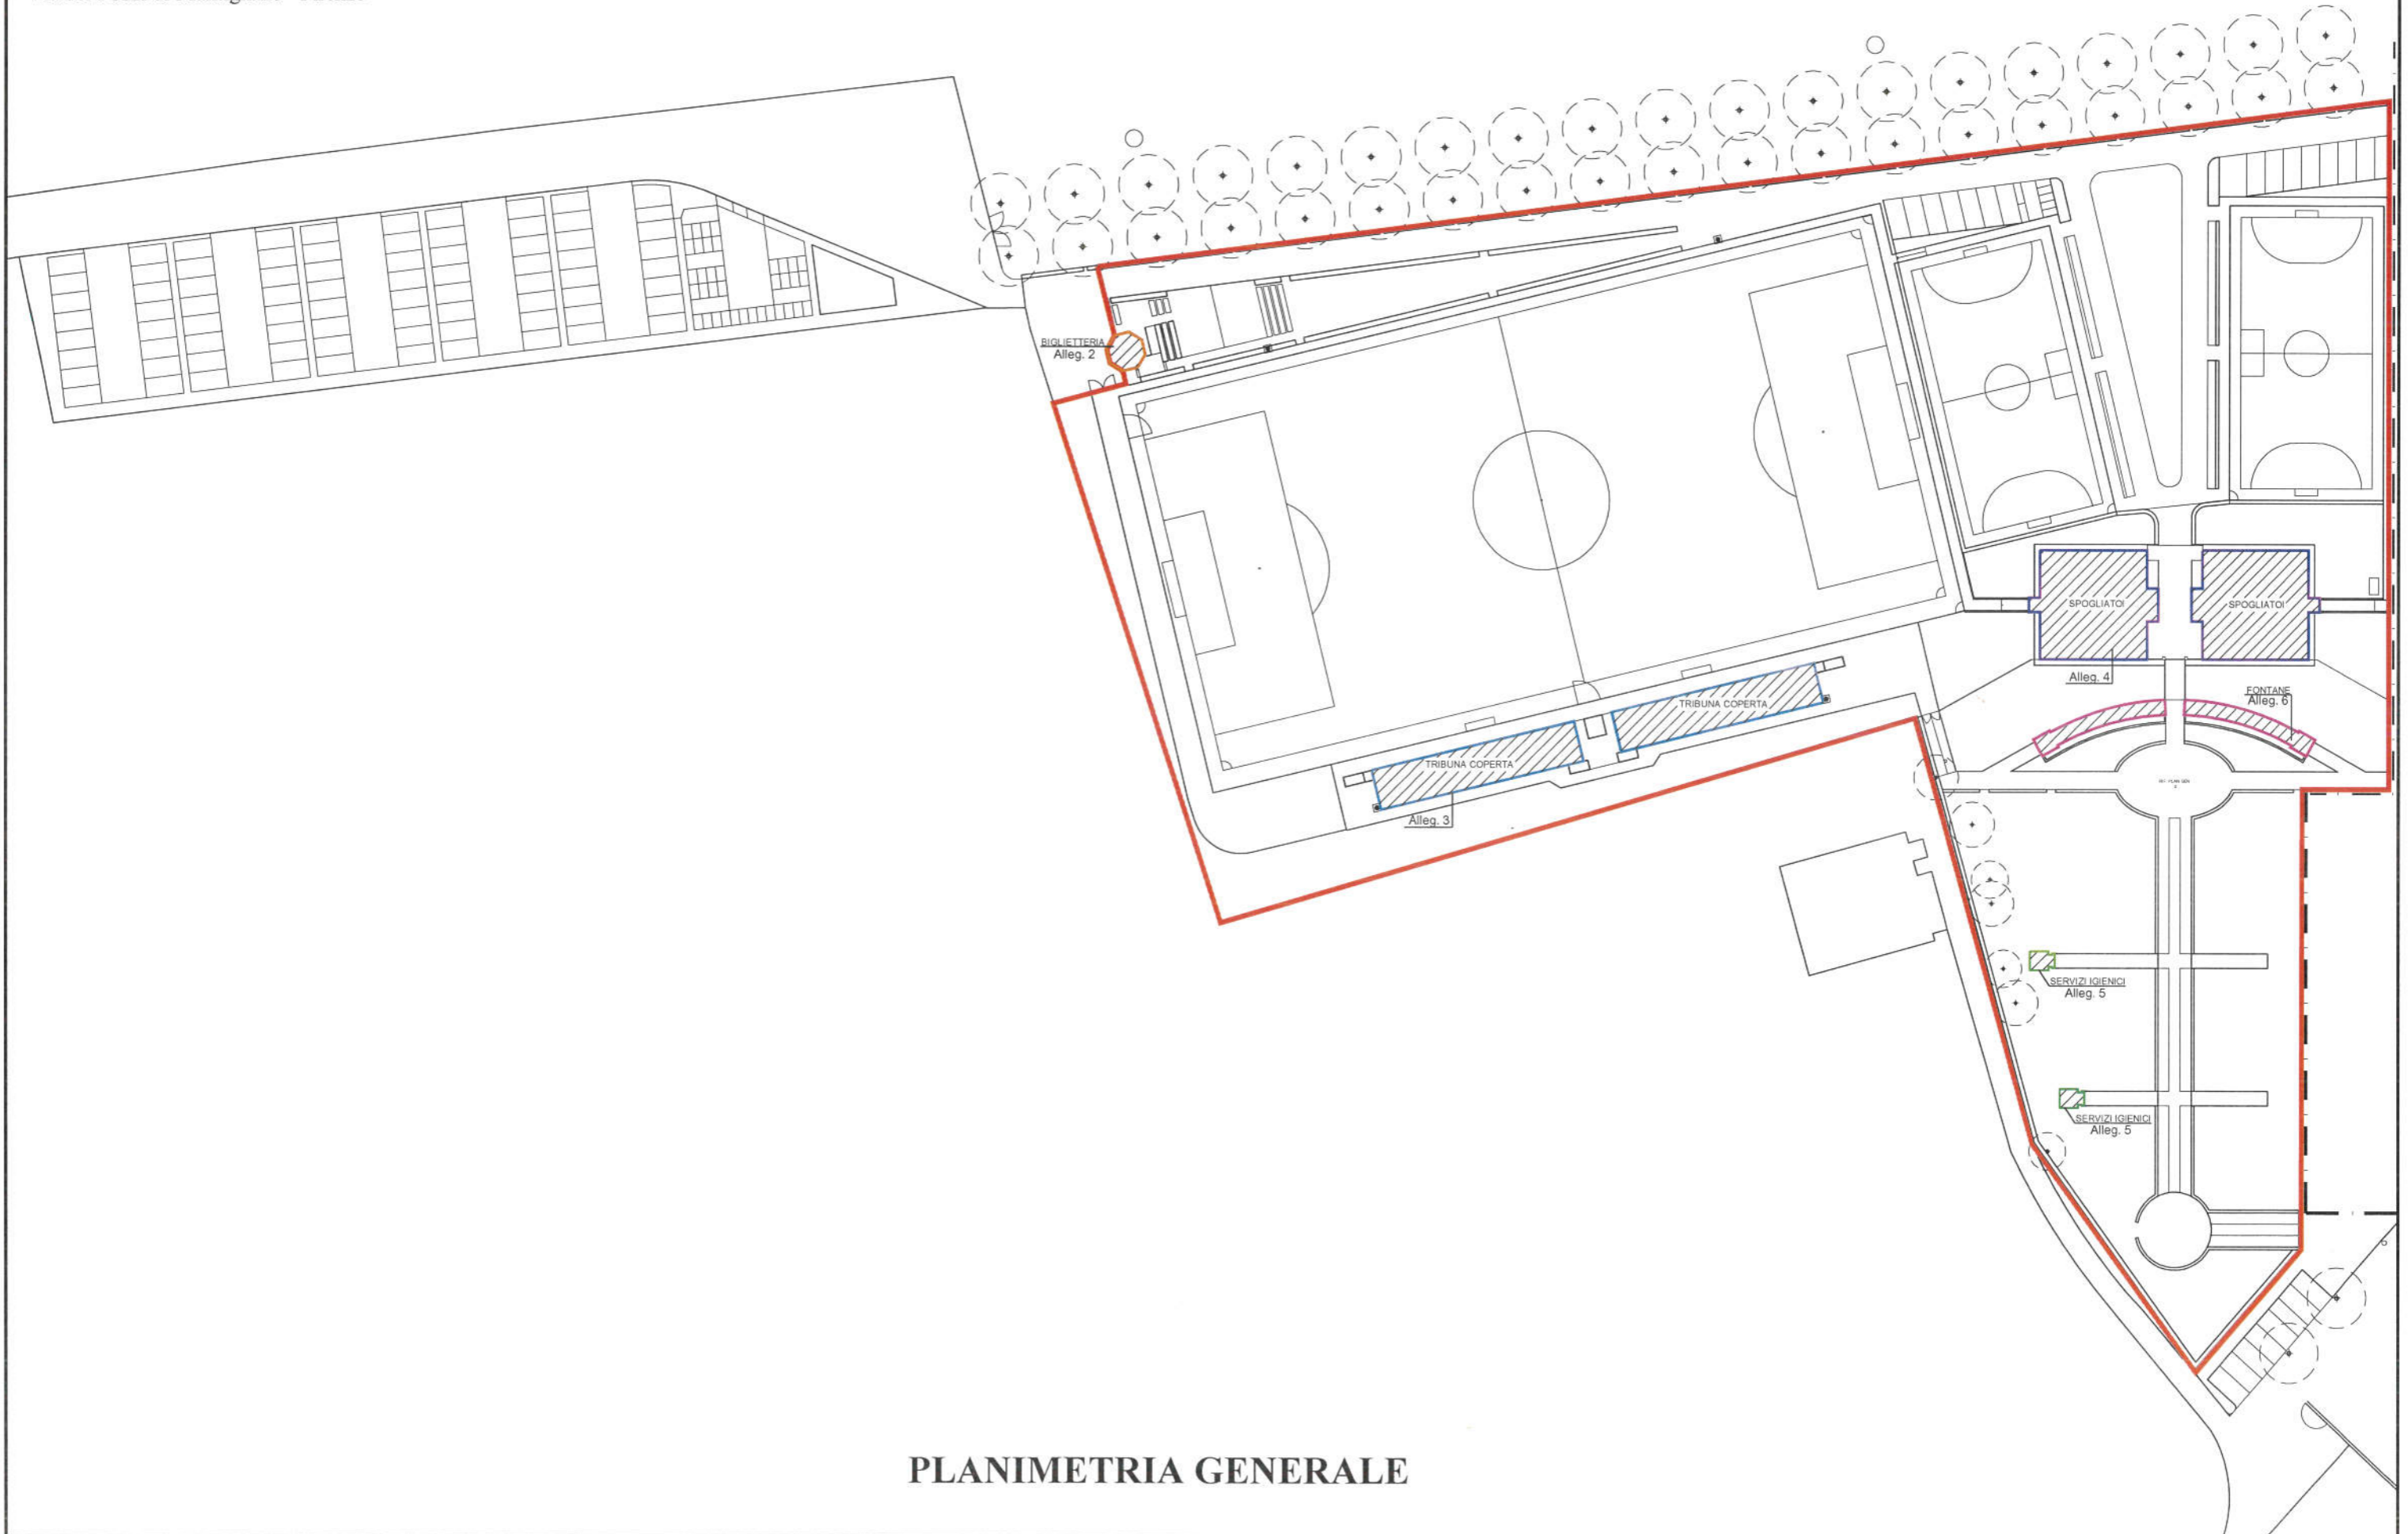 BIGLIETTERIA
Alleg. 2
SPOGLIATOI
SPOGLIATOI
Alleg. 4
FONTANE
Alleg. 6
TRIBUNA COPERTA
TRIBUNA COPERTA
Alleg. 3
SERVIZI IGIENICI
Alleg. 5
SERVIZI IGIENICI
Alleg. 5
PLANIMETRIA GENERALE